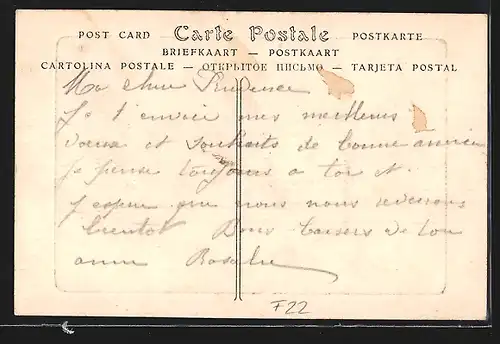 POST CARD Carte Postale POSTKARTE
BRIEFKAART — POSTKAART
CARTOLINA POSTALE — ОТКРЫТОЕ ПИСЬМО — TARJETA POSTAL
Ma chere Prudence
Je t envoie mes meilleurs
voeux et souhaits de bonne année
Je pense toujours a toi et
J espere que nous nous reverrons
bientot Bons baisers de ton
amie Rosalie
F22